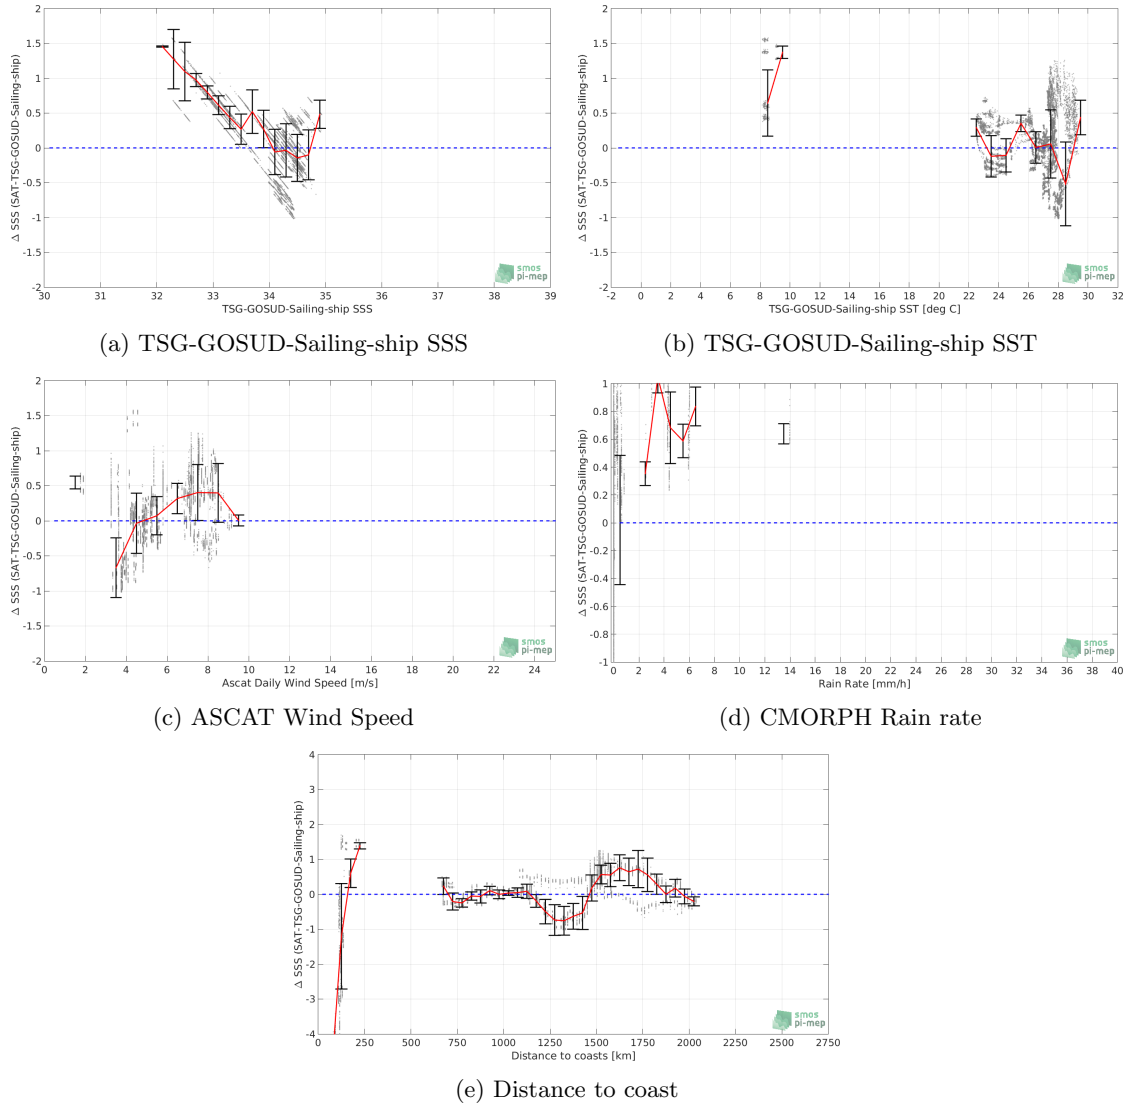 2
1.5
1
0.5
0
-0.5
-1
-1.5
-2
30 31 32 33 34 35 36 37 38 39
Δ SSS (SAT-TSG-GOSUD-Sailing-ship)
TSG-GOSUD-Sailing-ship SSS
smos
pi-mep
(a) TSG-GOSUD-Sailing-ship SSS
2
1.5
1
0.5
0
-0.5
-1
-1.5
-2
-2 0 2 4 6 8 10 12 14 16 18 20 22 24 26 28 30 32
Δ SSS (SAT-TSG-GOSUD-Sailing-ship)
TSG-GOSUD-Sailing-ship SST [deg C]
smos
pi-mep
(b) TSG-GOSUD-Sailing-ship SST
2
1.5
1
0.5
0
-0.5
-1
-1.5
-2
2 4 6 8 10 12 14 16 18 20 22 24
Δ SSS (SAT-TSG-GOSUD-Sailing-ship)
Ascat Daily Wind Speed [m/s]
smos
pi-mep
(c) ASCAT Wind Speed
1
0.8
0.6
0.4
0.2
0
-0.2
-0.4
-0.6
-0.8
-1
0 2 4 6 8 10 12 14 16 18 20 22 24 26 28 30 32 34 36 38 40
Δ SSS (SAT-TSG-GOSUD-Sailing-ship)
Rain Rate [mm/h]
smos
pi-mep
(d) CMORPH Rain rate
4
3
2
1
0
-1
-2
-3
-4
0 250 500 750 1000 1250 1500 1750 2000 2250 2500 2750
Δ SSS (SAT-TSG-GOSUD-Sailing-ship)
Distance to coasts [km]
smos
pi-mep
(e) Distance to coast